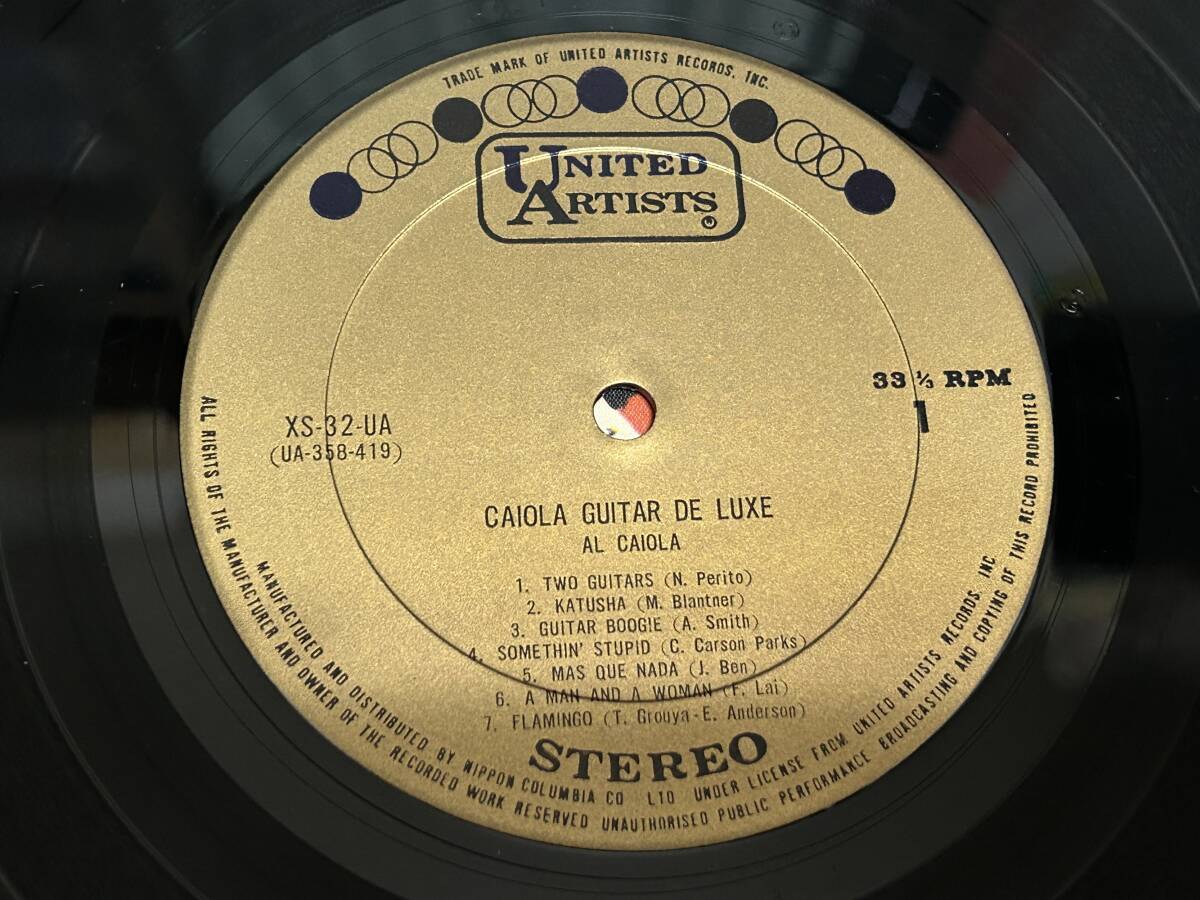 TRADE MARK OF UNITED ARTISTS RECORDS, INC.
UNITED
ARTISTS
®
33 ⅓ RPM
1
XS-32-UA
(UA-358-419)
CAIOLA GUITAR DE LUXE
AL CAIOLA
1. TWO GUITARS (N. Perito)
2. KATUSHA (M. Blantner)
3. GUITAR BOOGIE (A. Smith)
4. SOMETHIN' STUPID (C. Carson Parks)
5. MAS QUE NADA (J. Ben)
6. A MAN AND A WOMAN (F. Lai)
7. FLAMINGO (T. Grouya-E. Anderson)
STEREO
MANUFACTURED AND DISTRIBUTED BY NIPPON COLUMBIA CO LTD UNDER LICENSE FROM UNITED ARTISTS RECORDS, INC
ALL RIGHTS OF THE MANUFACTURER AND OWNER OF THE RECORDED WORK RESERVED UNAUTHORISED PUBLIC PERFORMANCE BROADCASTING AND COPYING OF THIS RECORD PROHIBITED